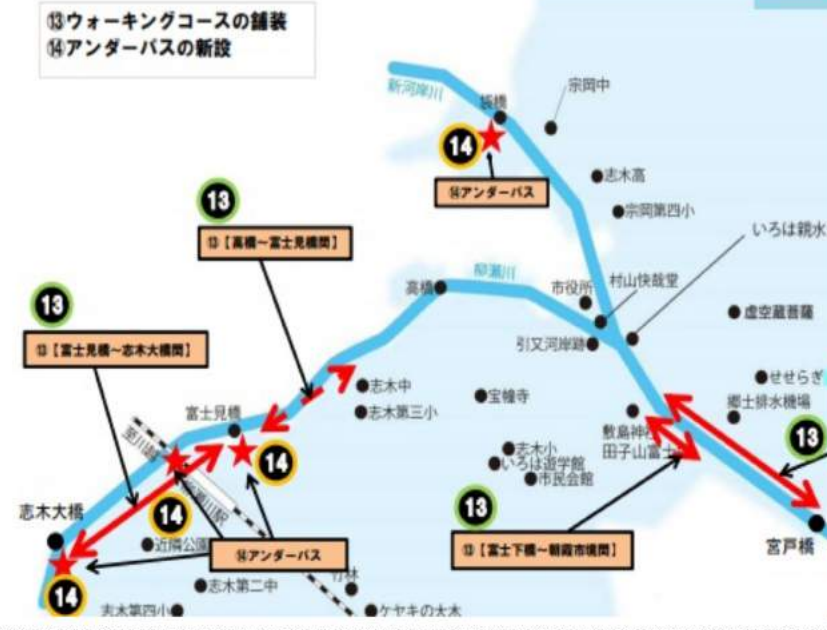 ⑬ウォーキングコースの舗装
⑭アンダーパスの新設
新河岸川
袋橋
宗岡中
14
⑭アンダーパス
志木高
宗岡第四小
13
⑬【高橋～富士見橋間】
いろは親水
柳瀬川
高橋
市役所
村山快哉堂
13
虚空蔵菩薩
引又河岸跡
⑬【富士見橋～志木大橋間】
志木中
せせらぎ
宝幢寺
郷土排水機場
志木第三小
富士見橋
敷島神社
13
至川越
志木小
田子山富士
14
いろは遊学館
市民会館
志木大橋
14
13
近隣公園
⑭アンダーパス
⑬【富士下橋～朝霞市境間】
宮戸橋
竹林
志木第二中
14
志木第四小
ケヤキの大木